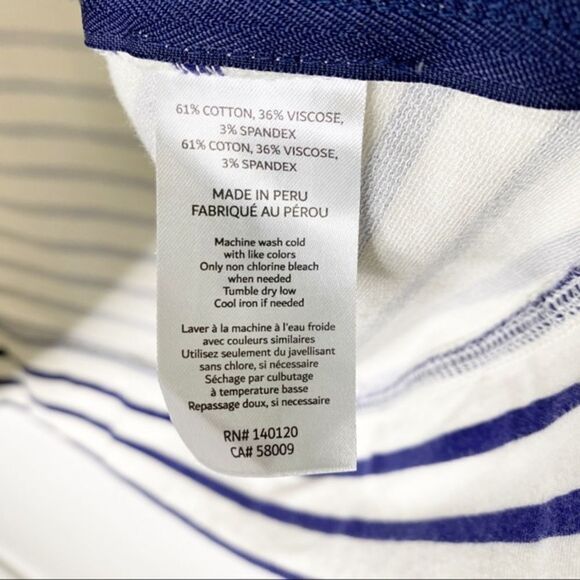 61% COTTON, 36% VISCOSE,
3% SPANDEX
61% COTON, 36% VISCOSE,
3% SPANDEX
MADE IN PERU
FABRIQUÉ AU PÉROU
Machine wash cold
with like colors
Only non chlorine bleach
when needed
Tumble dry low
Cool iron if needed
Laver à la machine à l'eau froide
avec couleurs similaires
Utilisez seulement du javellisant
sans chlore, si nécessaire
Séchage par culbutage
à temperature basse
Repassage doux, si necessaire
RN# 140120
CA# 58009